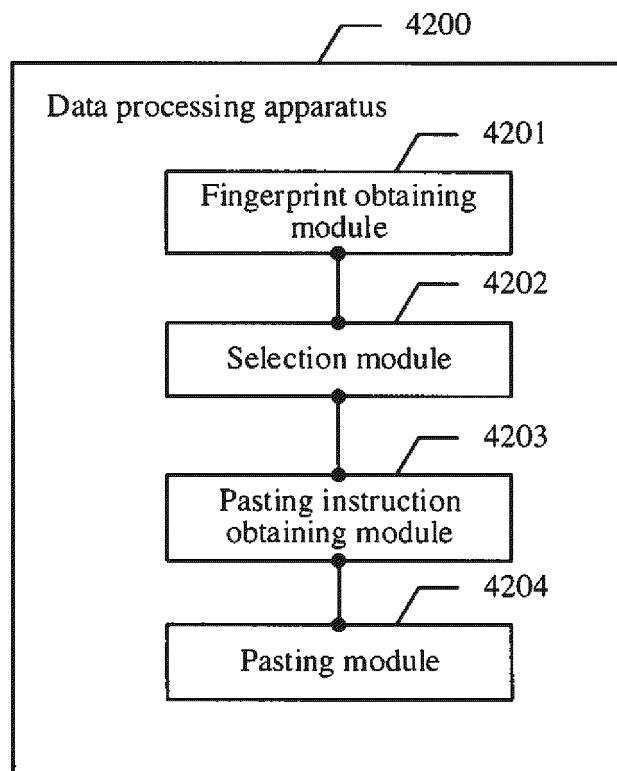 4200
Data processing apparatus
4201
Fingerprint obtaining
module
4202
Selection module
4203
Pasting instruction
obtaining module
4204
Pasting module